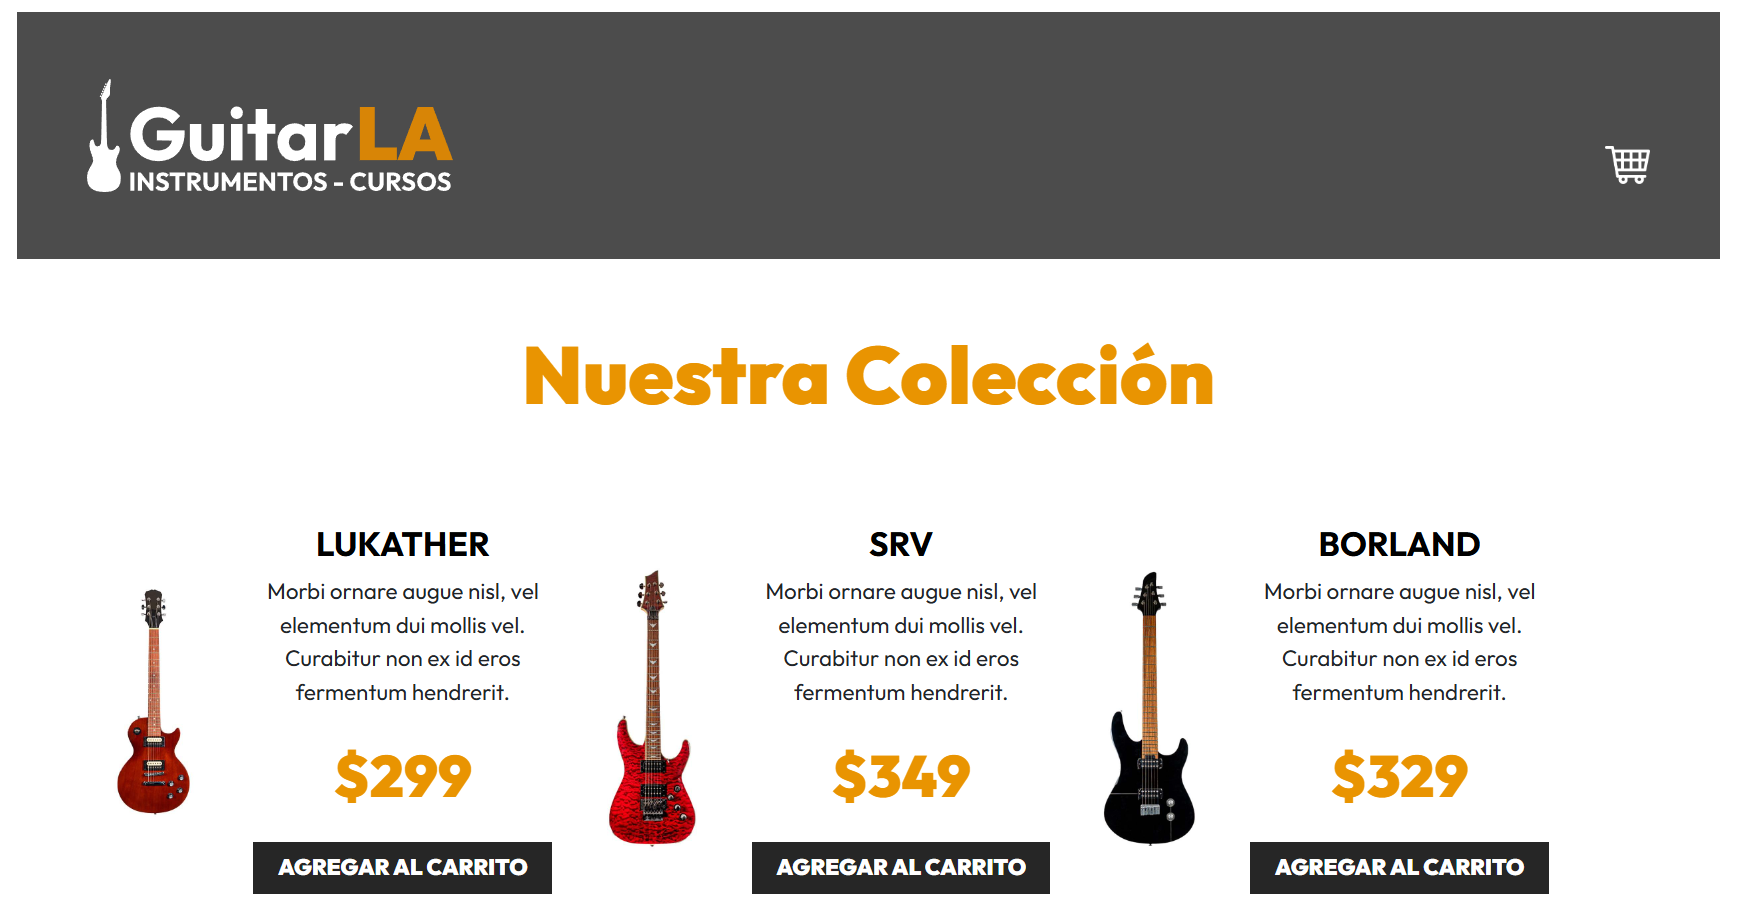 GuitarLA
INSTRUMENTOS - CURSOS
Nuestra Colección
LUKATHER
Morbi ornare augue nisl, vel
elementum dui mollis vel.
Curabitur non ex id eros
fermentum hendrerit.
$299
AGREGAR AL CARRITO
SRV
Morbi ornare augue nisl, vel
elementum dui mollis vel.
Curabitur non ex id eros
fermentum hendrerit.
$349
AGREGAR AL CARRITO
BORLAND
Morbi ornare augue nisl, vel
elementum dui mollis vel.
Curabitur non ex id eros
fermentum hendrerit.
$329
AGREGAR AL CARRITO